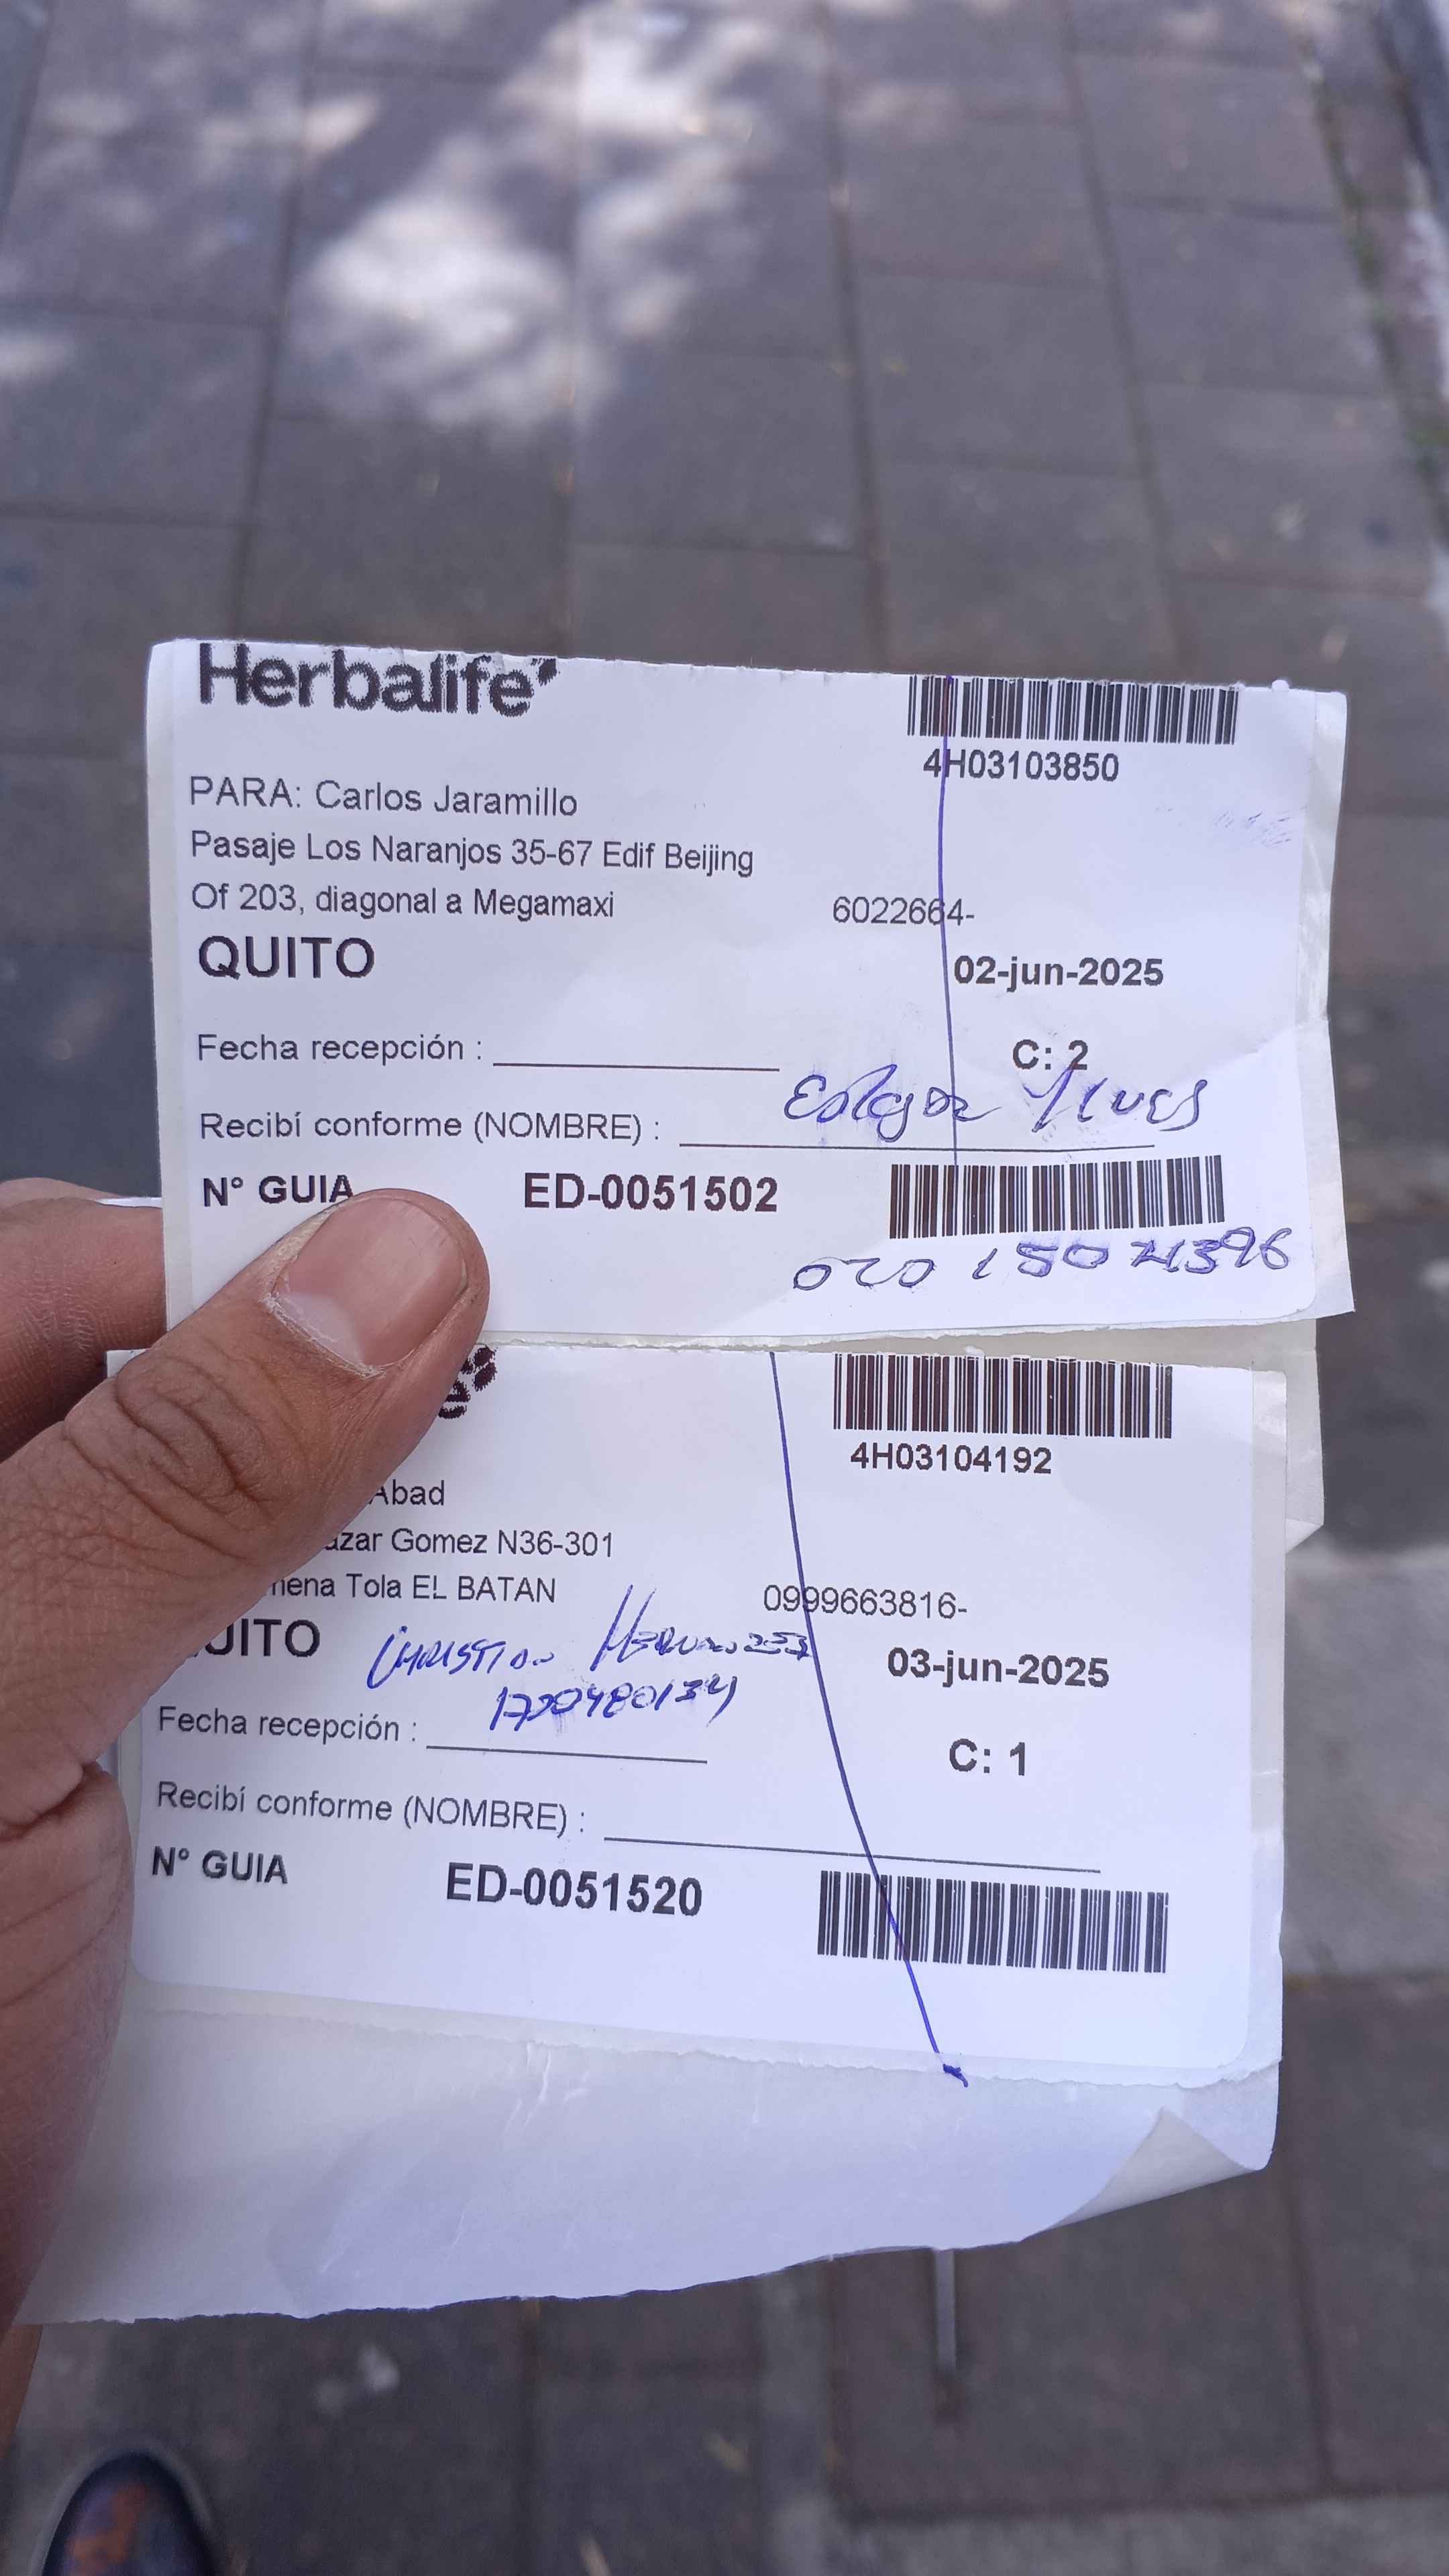 Herbalife
4H03103850
PARA: Carlos Jaramillo
Pasaje Los Naranjos 35-67 Edif Beijing
Of 203, diagonal a Megamaxi
6022664-
QUITO
02-jun-2025
Fecha recepción :
C: 2
Recibí conforme (NOMBRE) :
N° GUIA ED-0051502
4H03104192
Abad
Gomez N36-301
Tola EL BATAN
0999663816-
03-jun-2025
CHRISTIAN
1720480134
Fecha recepción :
C: 1
Recibí conforme (NOMBRE) :
N° GUIA ED-0051520